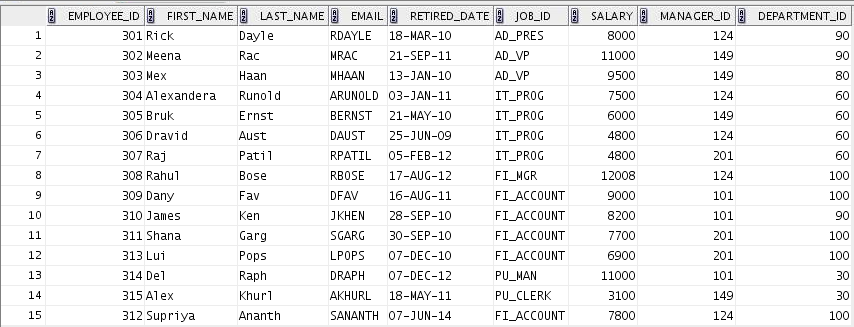 EMPLOYEE_ID FIRST_NAME LAST_NAME EMAIL RETIRED_DATE JOB_ID SALARY MANAGER_ID DEPARTMENT_ID
1 301 Rick Dayle RDAYLE 18-MAR-10 AD_PRES 8000 124 90
2 302 Meena Rac MRAC 21-SEP-11 AD_VP 11000 149 90
3 303 Mex Haan MHAAN 13-JAN-10 AD_VP 9500 149 80
4 304 Alexandera Runold ARUNOLD 03-JAN-11 IT_PROG 7500 124 60
5 305 Bruk Ernst BERNST 21-MAY-10 IT_PROG 6000 149 60
6 306 Dravid Aust DAUST 25-JUN-09 IT_PROG 4800 124 60
7 307 Raj Patil RPATIL 05-FEB-12 IT_PROG 4800 201 60
8 308 Rahul Bose RBOSE 17-AUG-12 FI_MGR 12008 124 100
9 309 Dany Fav DFAV 16-AUG-11 FI_ACCOUNT 9000 101 100
10 310 James Ken JKHEN 28-SEP-10 FI_ACCOUNT 8200 101 90
11 311 Shana Garg SGARG 30-SEP-10 FI_ACCOUNT 7700 201 100
12 313 Lui Pops LPOPS 07-DEC-10 FI_ACCOUNT 6900 201 100
13 314 Del Raph DRAPH 07-DEC-12 PU_MAN 11000 101 30
14 315 Alex Khurl AKHURL 18-MAY-11 PU_CLERK 3100 149 30
15 312 Supriya Ananth SANANTH 07-JUN-14 FI_ACCOUNT 7800 124 100